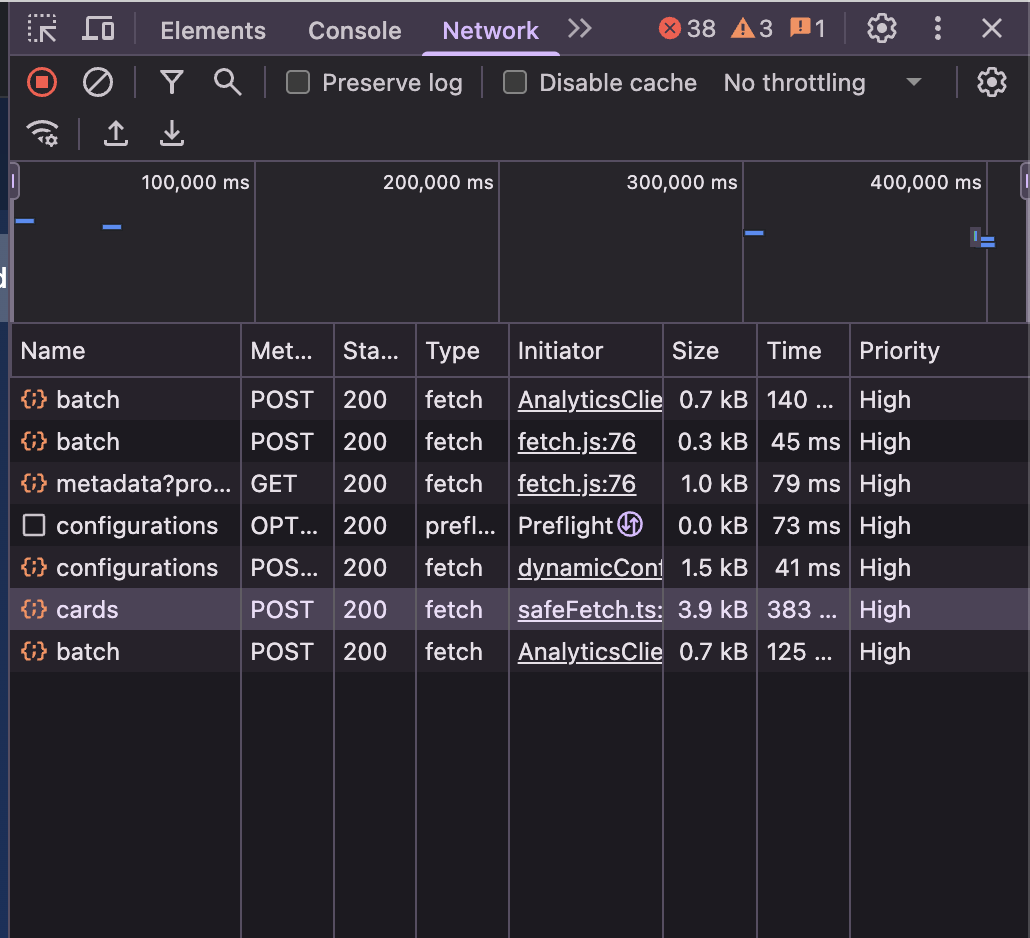 Elements Console Network 38 3 1
Preserve log Disable cache No throttling
100,000 ms 200,000 ms 300,000 ms 400,000 ms
Name Met... Sta... Type Initiator Size Time Priority
batch POST 200 fetch AnalyticsClie 0.7 kB 140 ... High
batch POST 200 fetch fetch.js:76 0.3 kB 45 ms High
metadata?pro... GET 200 fetch fetch.js:76 1.0 kB 79 ms High
configurations OPT... 200 prefl... Preflight 0.0 kB 73 ms High
configurations POS... 200 fetch dynamicConf 1.5 kB 41 ms High
cards POST 200 fetch safeFetch.ts: 3.9 kB 383 ... High
batch POST 200 fetch AnalyticsClie 0.7 kB 125 ... High